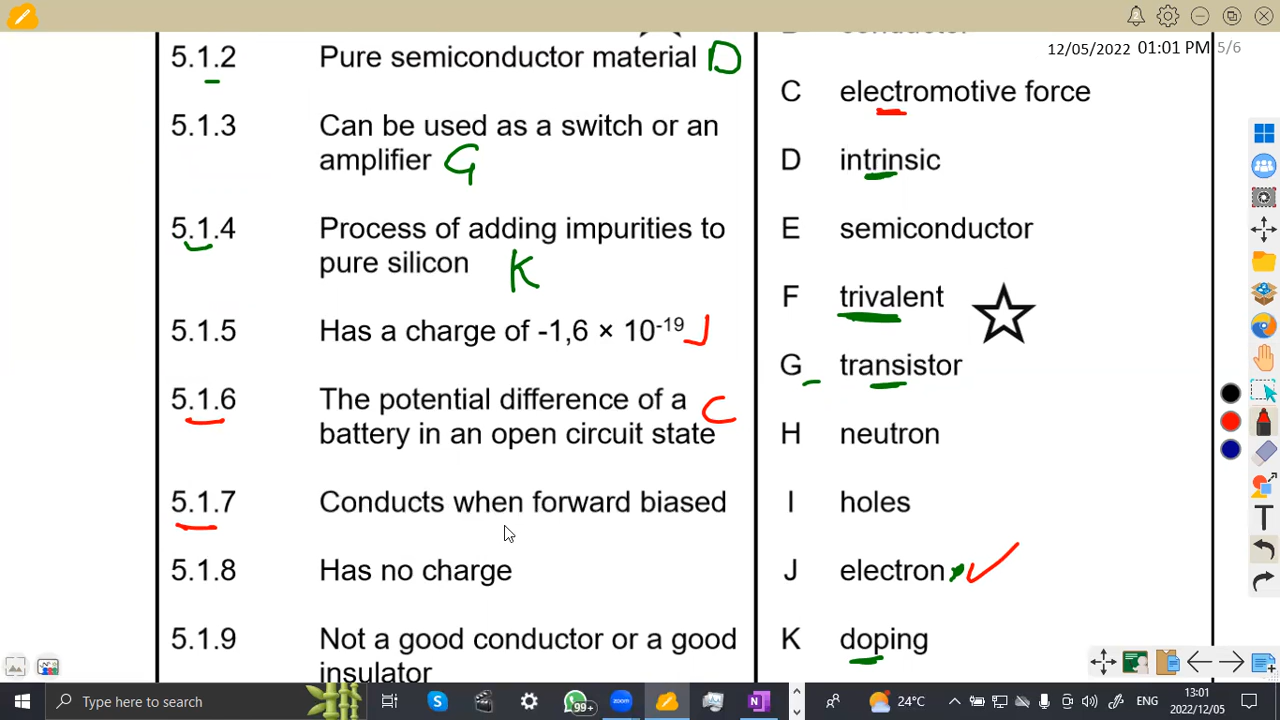 12/05/2022 01:01 PM 5/6
5.1.2 Pure semiconductor material D
5.1.3 Can be used as a switch or an
amplifier G
5.1.4 Process of adding impurities to
pure silicon K
5.1.5 Has a charge of -1,6 × 10⁻¹⁹ J
5.1.6 The potential difference of a C
battery in an open circuit state
5.1.7 Conducts when forward biased
5.1.8 Has no charge
5.1.9 Not a good conductor or a good
insulator
conductor
C electromotive force
D intrinsic
E semiconductor
F trivalent
G transistor
H neutron
I holes
J electron
K doping
T
Type here to search
99+
24°C
ENG
13:01
2022/12/05